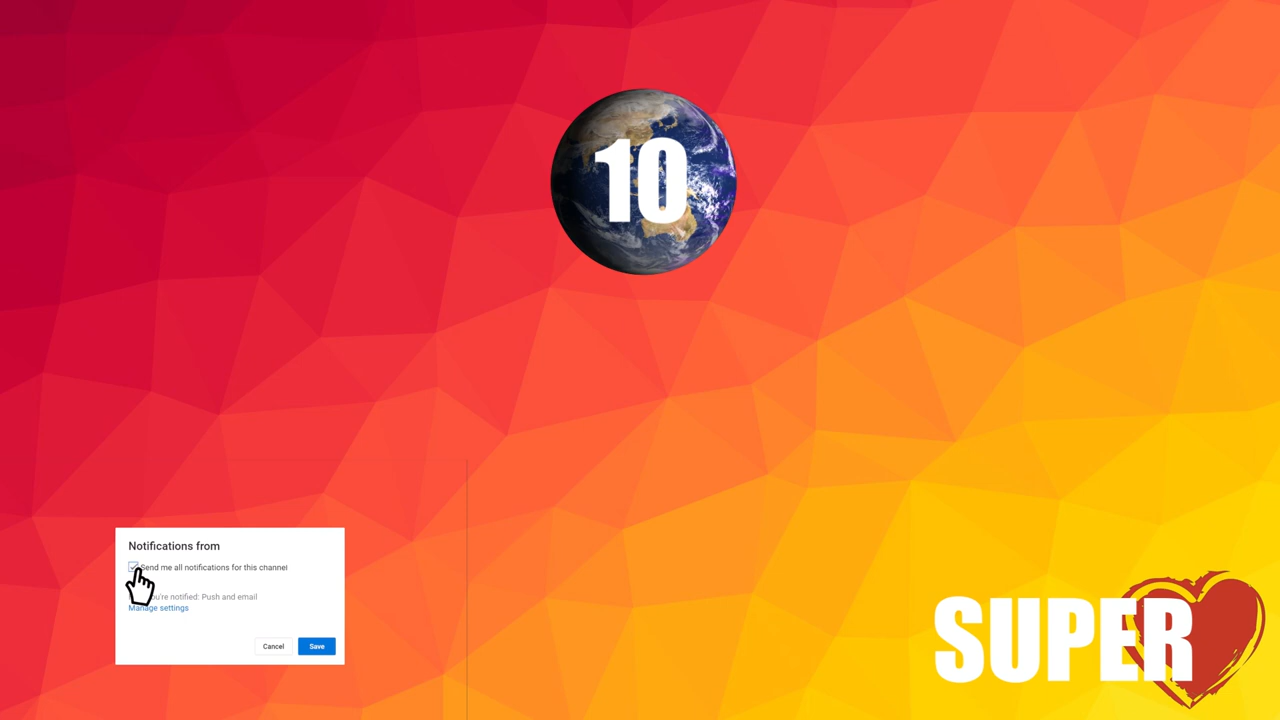 10
Notifications from
Send me all notifications for this channel
you're notified: Push and email
Manage settings
Cancel
Save
SUPER